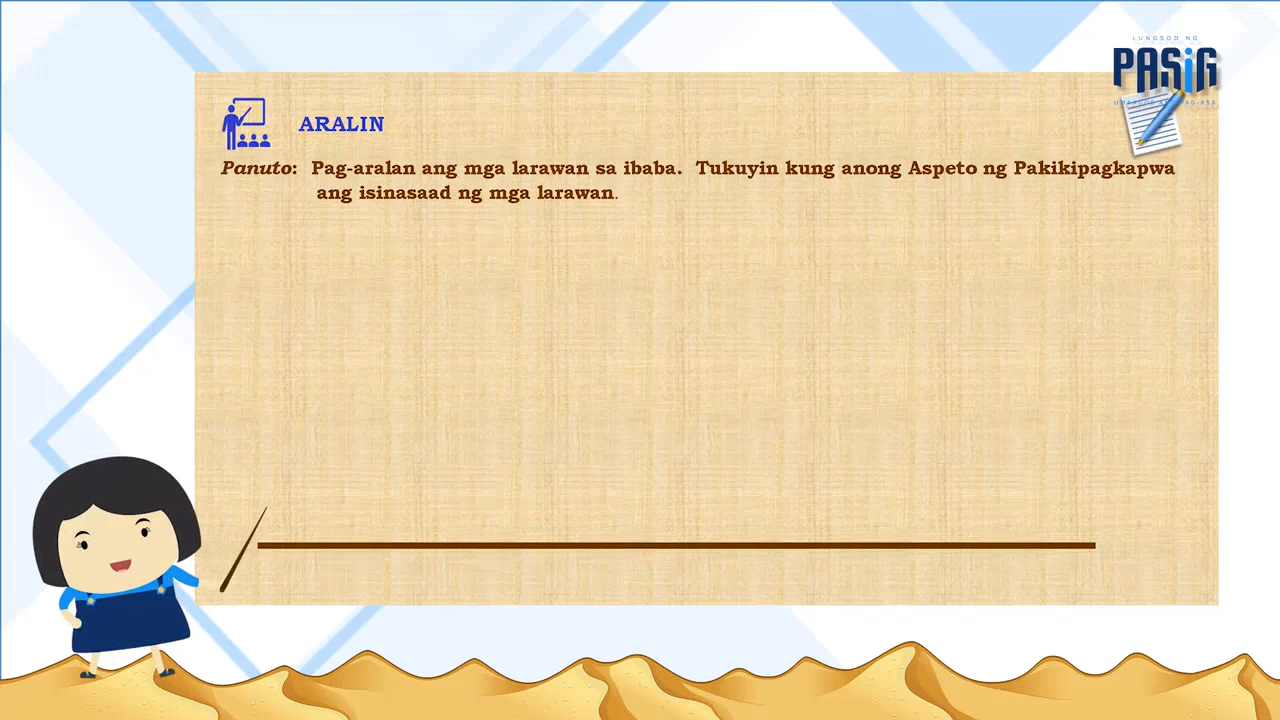 LUNGSOD NG
PASiG
ARALIN
Panuto: Pag-aralan ang mga larawan sa ibaba. Tukuyin kung anong Aspeto ng Pakikipagkapwa
ang isinasaad ng mga larawan.